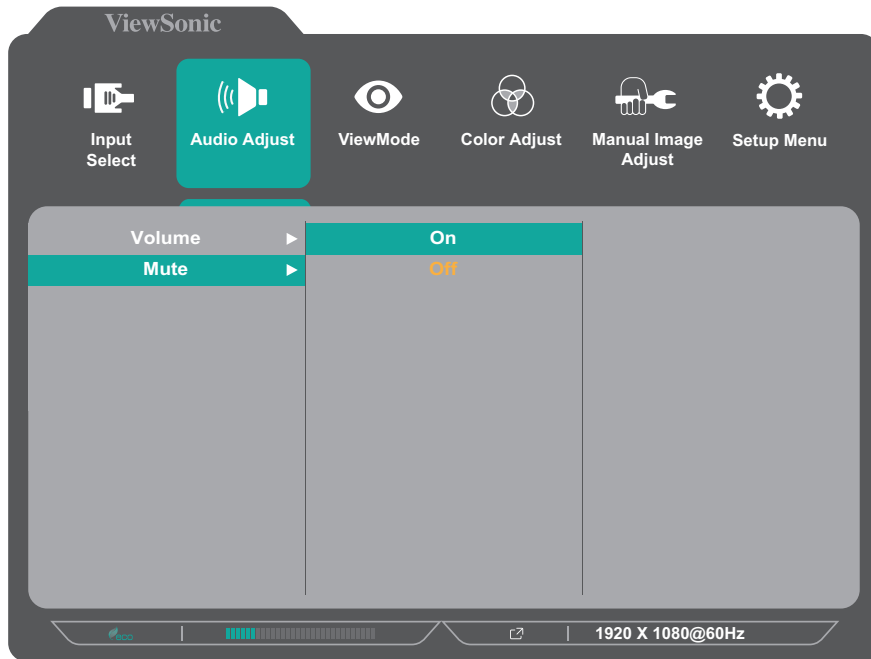 ViewSonic
Input
Select
Audio Adjust
ViewMode
Color Adjust
Manual Image
Adjust
Setup Menu
Volume
On
Mute
Off
eco
1920 X 1080@60Hz